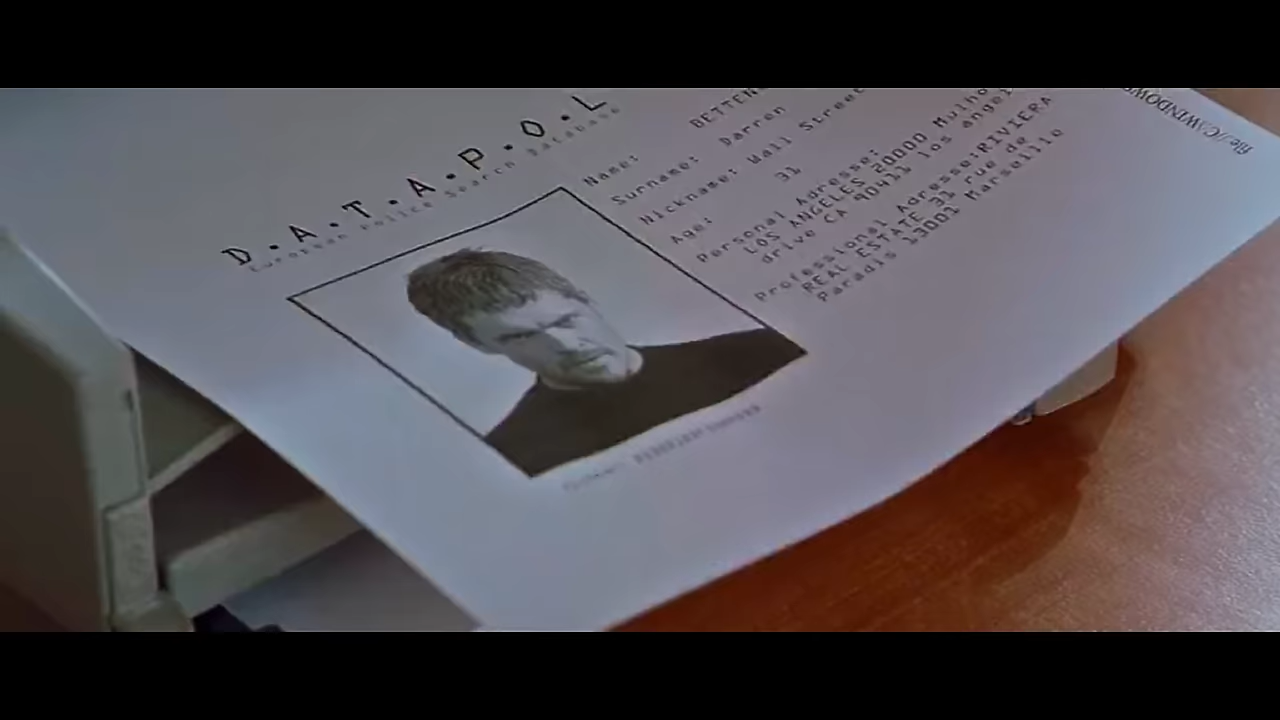 D•A•T•A•P•O•L
European Police Search Database
Name: BETTEN
Surname: Darren
Nickname: Wall Street
Age: 31
Personal Adresse:
LOS ANGELES 20000 Mulho
drive CA 90411 los angel
Professional Adresse:RIVIERA
REAL ESTATE 31 rue de
Paradis 13001 Marseille
file://C:\WINDOWS